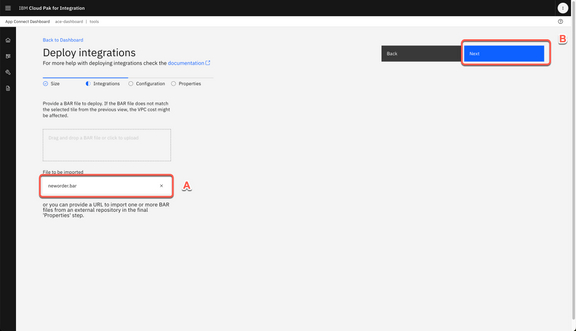 IBM Cloud Pak for Integration
App Connect Dashboard | ace-dashboard | tools
Back to Dashboard
Deploy integrations
For more help with deploying integrations check the documentation
Back
Next
B
Size
Integrations
Configuration
Properties
Provide a BAR file to deploy. If the BAR file does not
match the selected tile from the previous view, the VPC cost might
be affected.
Drag and drop a BAR file or click to upload
File to be imported
neworder.bar
A
or you can provide a URL to import one or more BAR
files from an external repository in the final
'Properties' step.